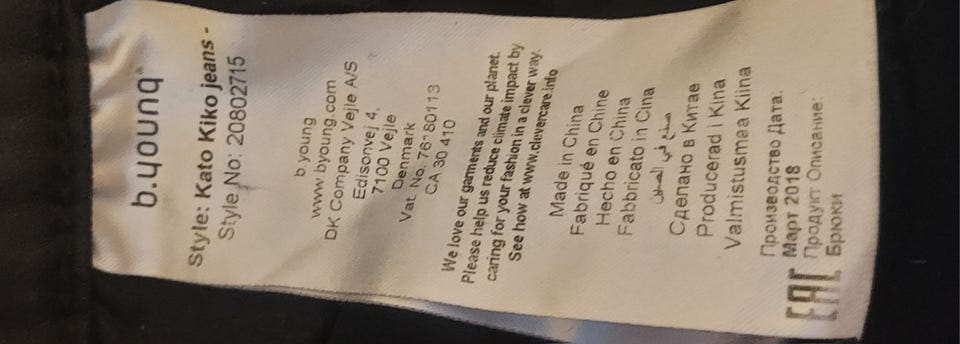 b.young
Style: Kato Kiko jeans -
Style No: 20802715
b.young
www.byoung.com
DK Company Vejle A/S
Edisonvej 4,
7100 Vejle
Denmark
Vat. No.
CA 30 410
We love our garments and our planet.
Please help us reduce climate impact by
caring for your fashion in a clever way.
See how at www.clevercare.info
Made in China
Fabriqué en Chine
Hecho en China
Fabbricato in Cina
صنع في الصين
Сделано в Китае
Producerad i Kina
Valmistusmaa Kiina
Производство Дата:
Март 2018
Продукт Описание:
Брюки
EAC